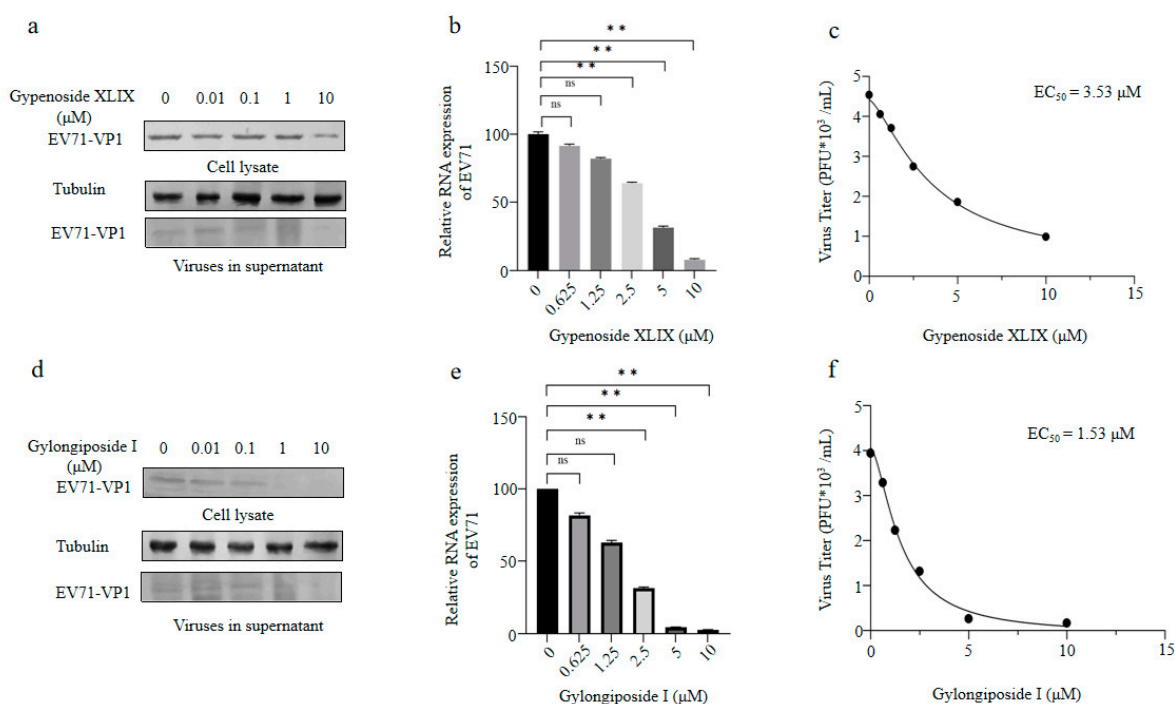 a
Gypenoside XLIX
(μM)
0 0.01 0.1 1 10
EV71-VP1
Cell lysate
Tubulin
EV71-VP1
Viruses in supernatant
b
* *
* *
* *
ns
ns
150
100
50
0
Relative RNA expression
of EV71
0 0.625 1.25 2.5 5 10
Gypenoside XLIX (μM)
c
EC50 = 3.53 μM
5
4
3
2
1
0
Virus Titer (PFU*10³ /mL)
0 5 10 15
Gypenoside XLIX (μM)
d
Gylongiposide I
(μM)
0 0.01 0.1 1 10
EV71-VP1
Cell lysate
Tubulin
EV71-VP1
Viruses in supernatant
e
* *
* *
* *
ns
ns
150
100
50
0
Relative RNA expression
of EV71
0 0.625 1.25 2.5 5 10
Gylongiposide I (μM)
f
EC₅₀ = 1.53 μM
5
4
3
2
1
0
Virus Titer (PFU*10³ /mL)
0 5 10 15
Gylongiposide I (μM)